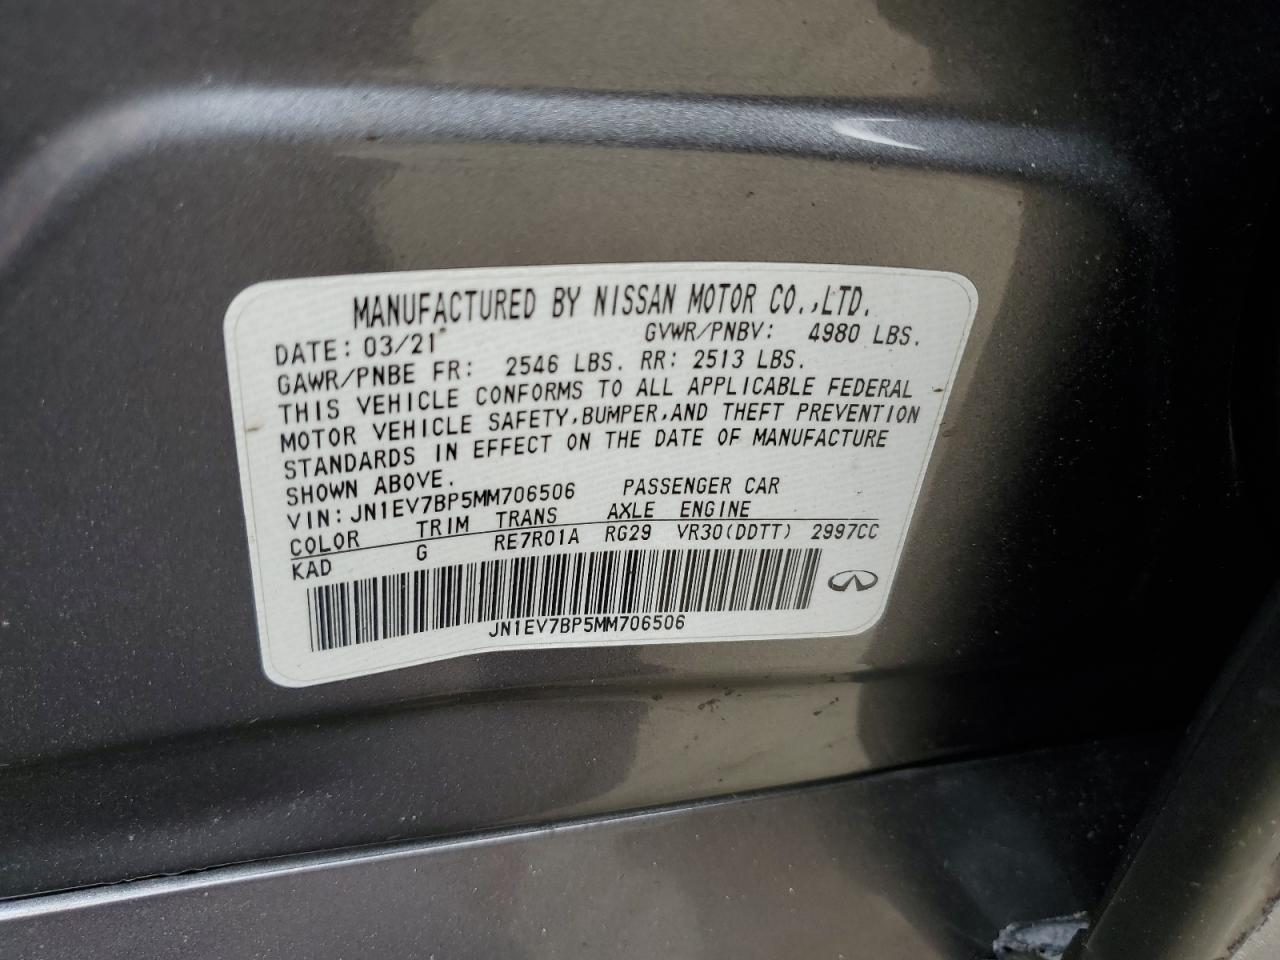 MANUFACTURED BY NISSAN MOTOR CO.,LTD.
DATE: 03/21 GVWR/PNBV: 4980 LBS.
GAWR/PNBE FR: 2546 LBS. RR: 2513 LBS.
THIS VEHICLE CONFORMS TO ALL APPLICABLE FEDERAL
MOTOR VEHICLE SAFETY,BUMPER,AND THEFT PREVENTION
STANDARDS IN EFFECT ON THE DATE OF MANUFACTURE
SHOWN ABOVE.
VIN:JN1EV7BP5MM706506 PASSENGER CAR
COLOR TRIM TRANS AXLE ENGINE
KAD G RE7R01A RG29 VR30(DDTT) 2997CC
JN1EV7BP5MM706506